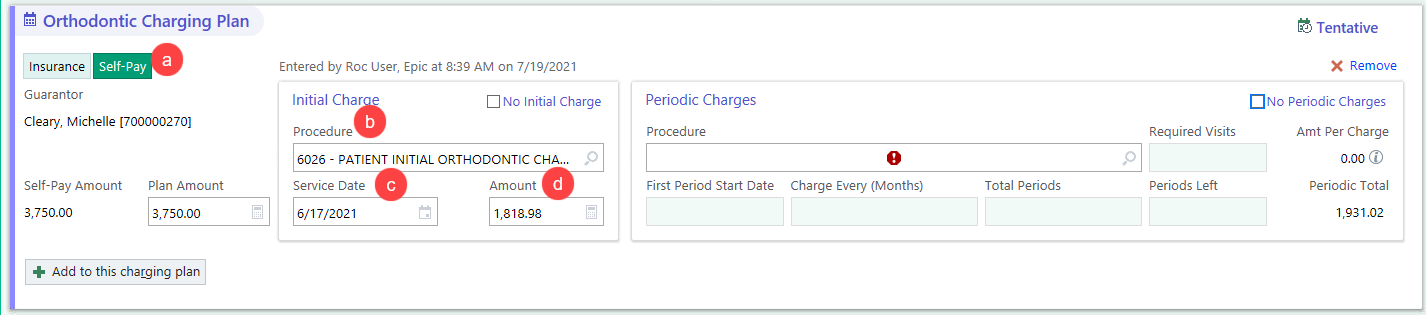 Orthodontic Charging Plan
Tentative
Insurance
Self-Pay
a
Entered by Roc User, Epic at 8:39 AM on 7/19/2021
Remove
Guarantor
Cleary, Michelle [700000270]
Self-Pay Amount
Plan Amount
3,750.00
3,750.00
Initial Charge
No Initial Charge
b
Procedure
6026 - PATIENT INITIAL ORTHODONTIC CHA...
Service Date
c
Amount
d
6/17/2021
1,818.98
Periodic Charges
No Periodic Charges
Procedure
Required Visits
Amt Per Charge
0.00
First Period Start Date
Charge Every (Months)
Total Periods
Periods Left
Periodic Total
1,931.02
Add to this charging plan